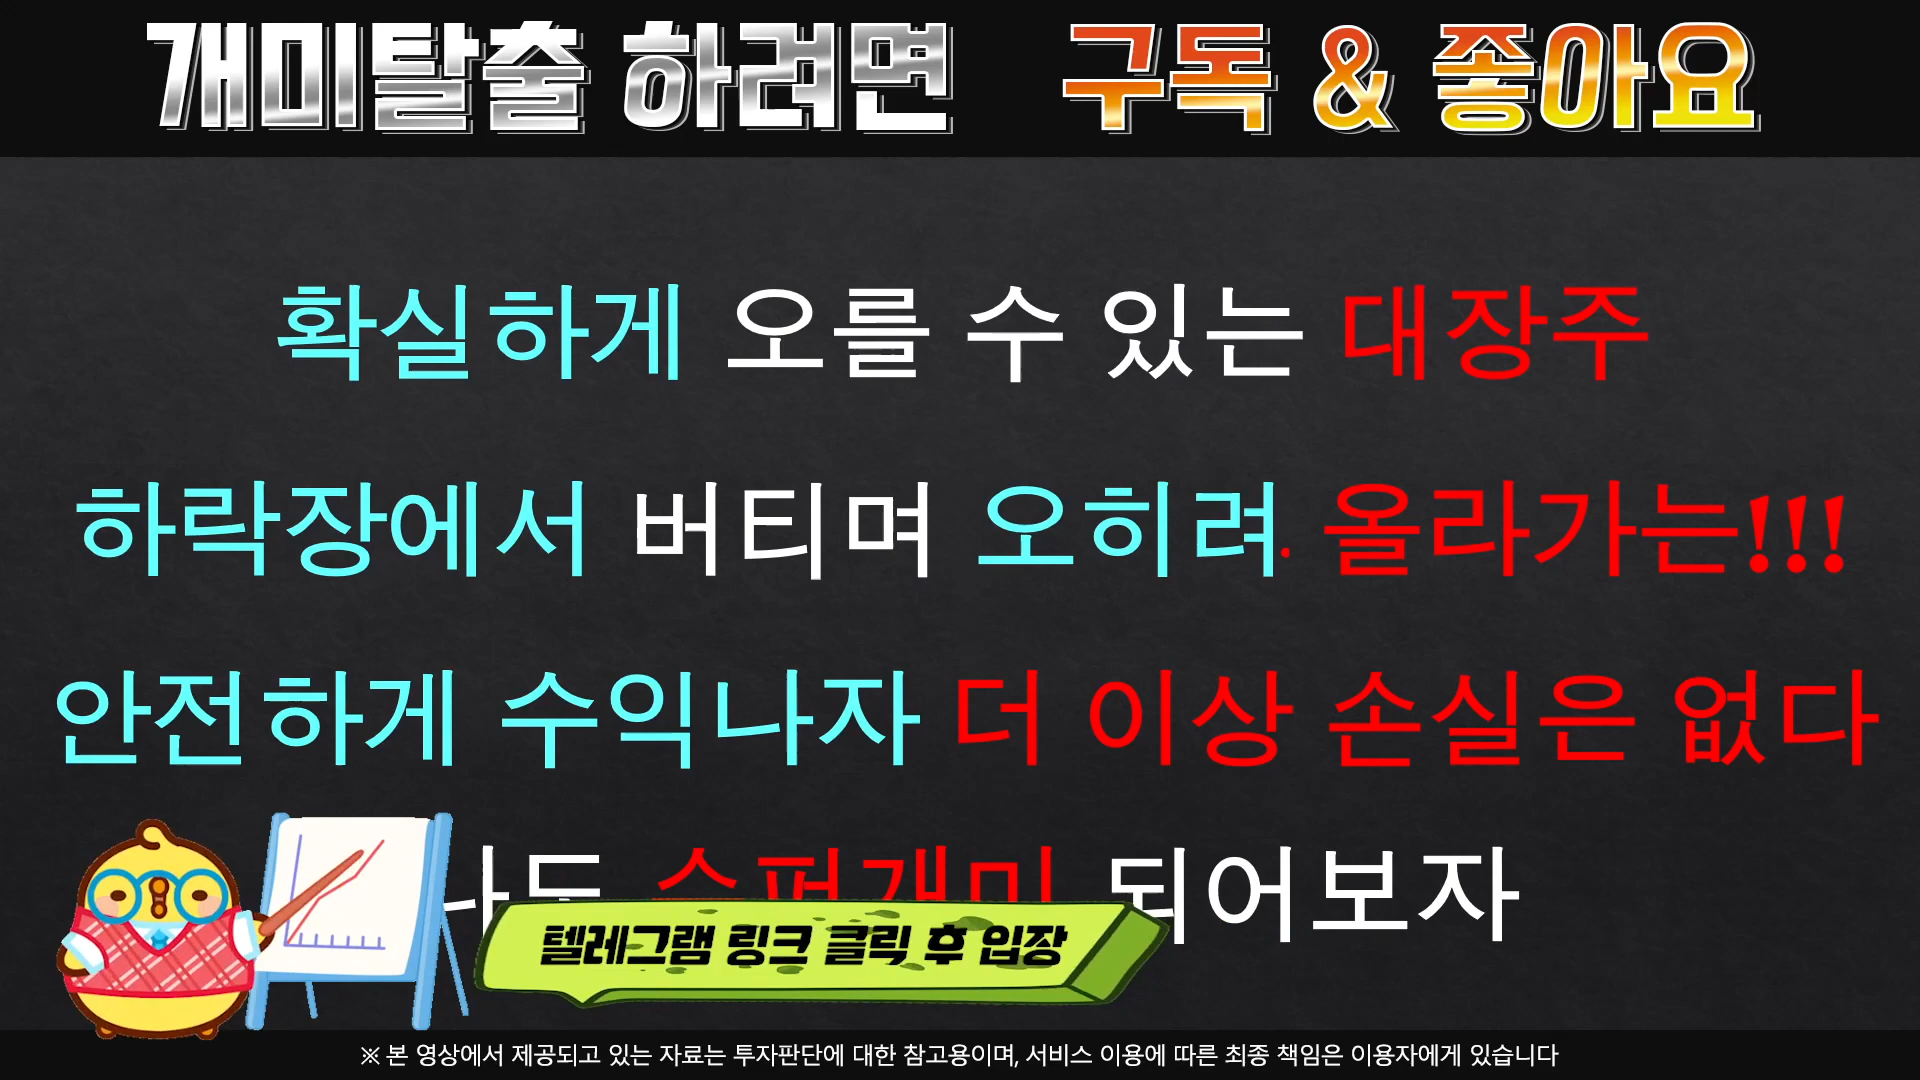 개미탈출 하려면 구독 & 좋아요
확실하게 오를 수 있는 대장주
하락장에서 버티며 오히려. 올라가는!!!
안전하게 수익나자 더 이상 손실은 없다
슈퍼개미 되어보자
텔레그램 링크 클릭 후 입장
※ 본 영상에서 제공되고 있는 자료는 투자판단에 대한 참고용이며, 서비스 이용에 따른 최종 책임은 이용자에게 있습니다